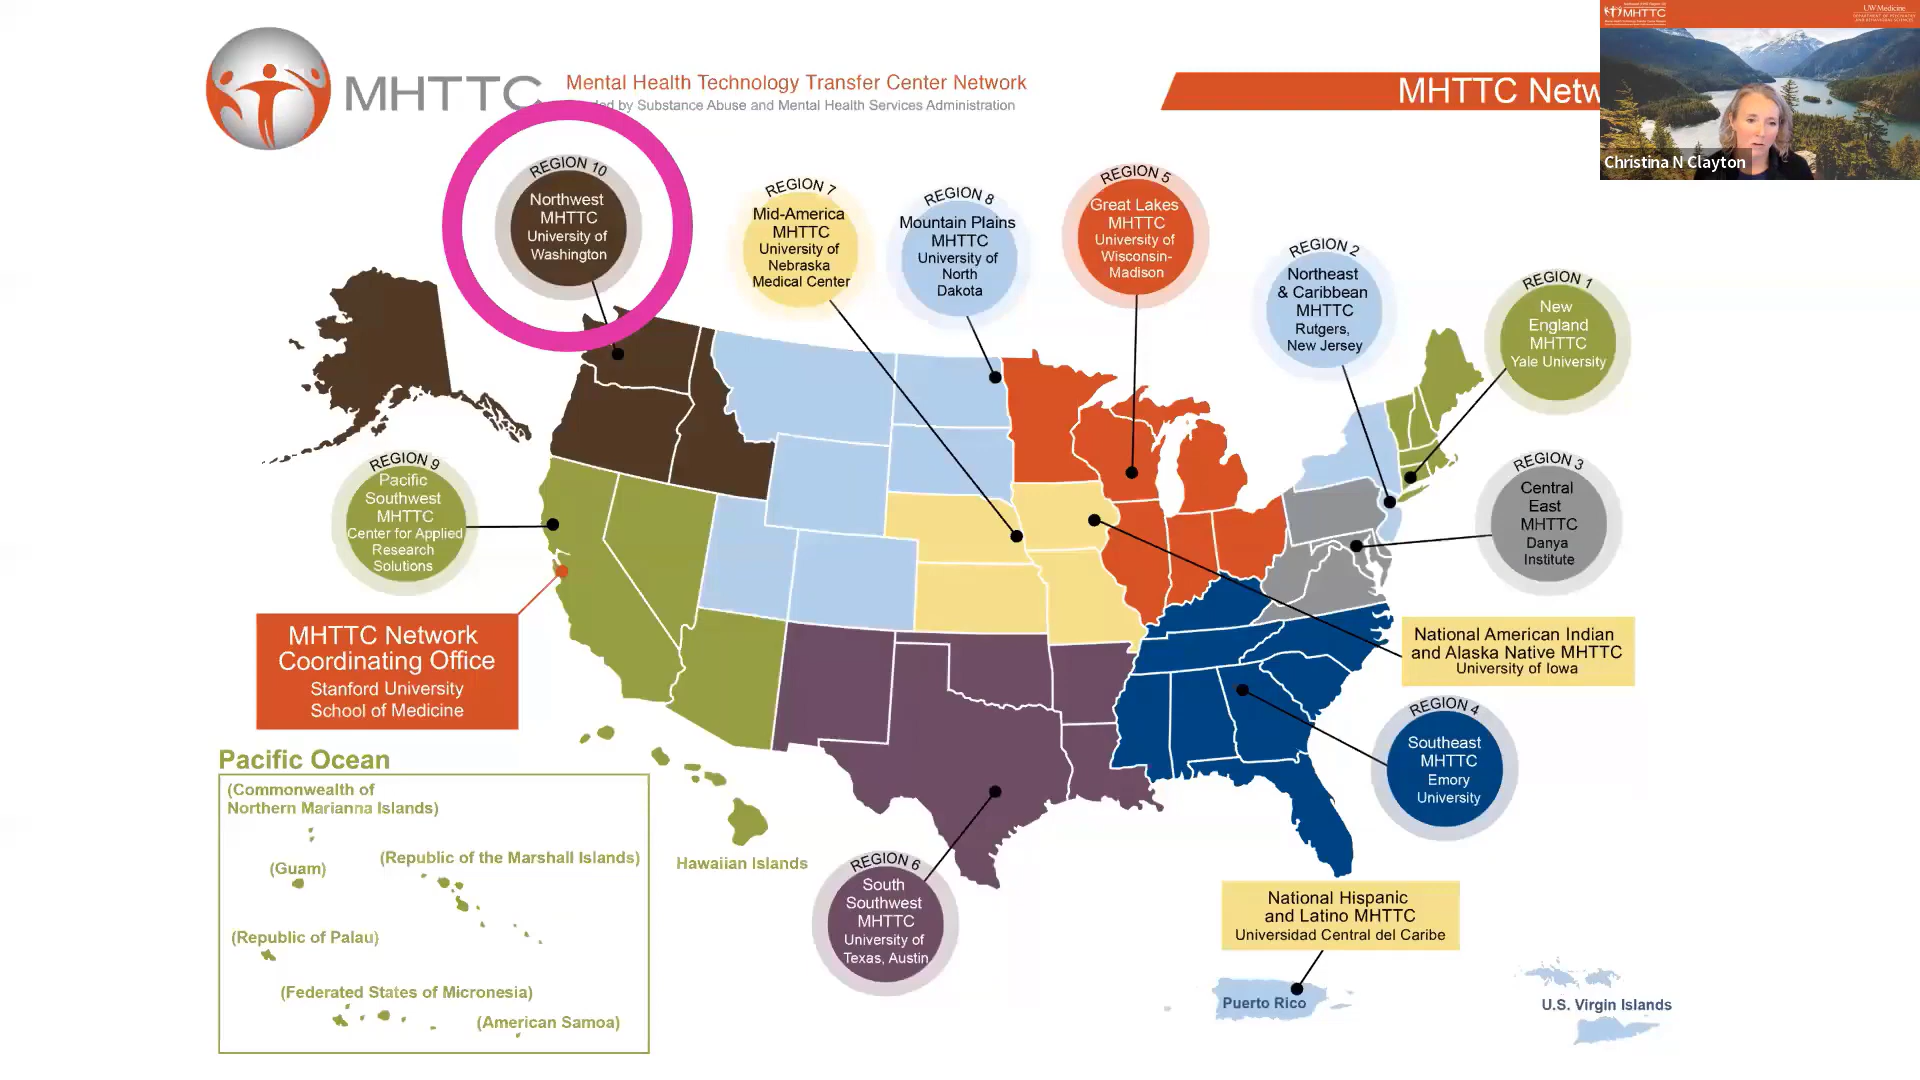 MHTTC
Mental Health Technology Transfer Center Network
by Substance Abuse and Mental Health Services Administration
MHTTC Netw
MHTTC
UW Medicine
Christina N Clayton
REGION 10
Northwest
MHTTC
University of
Washington
REGION 7
Mid-America
MHTTC
University of
Nebraska
Medical Center
REGION 8
Mountain Plains
MHTTC
University of
North
Dakota
REGION 5
Great Lakes
MHTTC
University of
Wisconsin-
Madison
REGION 2
Northeast
& Caribbean
MHTTC
Rutgers,
New Jersey
REGION 1
New
England
MHTTC
Yale University
REGION 9
Pacific
Southwest
MHTTC
Center for Applied
Research
Solutions
REGION 3
Central
East
MHTTC
Danya
Institute
MHTTC Network
Coordinating Office
Stanford University
School of Medicine
National American Indian
and Alaska Native MHTTC
University of Iowa
REGION 4
Southeast
MHTTC
Emory
University
Pacific Ocean
(Commonwealth of
Northern Marianna Islands)
(Guam)
(Republic of the Marshall Islands)
(Republic of Palau)
(Federated States of Micronesia)
(American Samoa)
Hawaiian Islands
REGION 6
South
Southwest
MHTTC
University of
Texas, Austin
National Hispanic
and Latino MHTTC
Universidad Central del Caribe
Puerto Rico
U.S. Virgin Islands